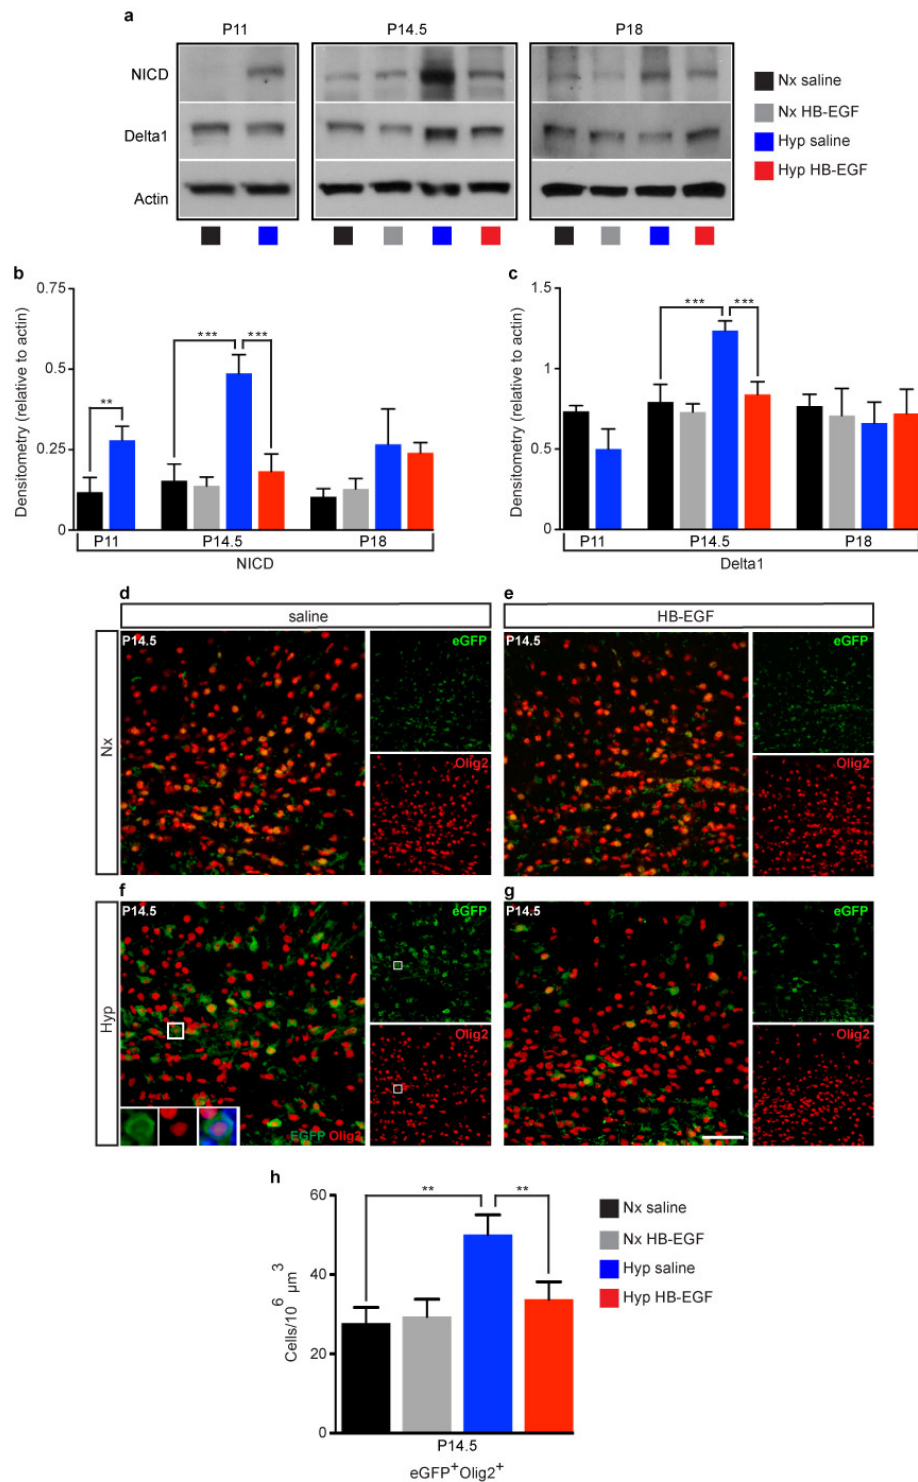 a
P11 P14.5 P18
NICD
Delta1
Actin
Nx saline
Nx HB-EGF
Hyp saline
Hyp HB-EGF
b
Densitometry (relative to actin)
0.75
0.5
0.25
0
** *** ***
P11 P14.5 P18
NICD
c
Densitometry (relative to actin)
1.5
1
0.5
0
*** ***
P11 P14.5 P18
Delta1
d e
saline HB-EGF
Nx
P14.5 eGFP
Olig2
P14.5 eGFP
Olig2
f g
Hyp
P14.5 eGFP
Olig2
EGFP Olig2
P14.5 eGFP
Olig2
h
Cells/10⁶ µm³
60
40
20
0
** **
P14.5
eGFP⁺Olig2⁺
Nx saline
Nx HB-EGF
Hyp saline
Hyp HB-EGF